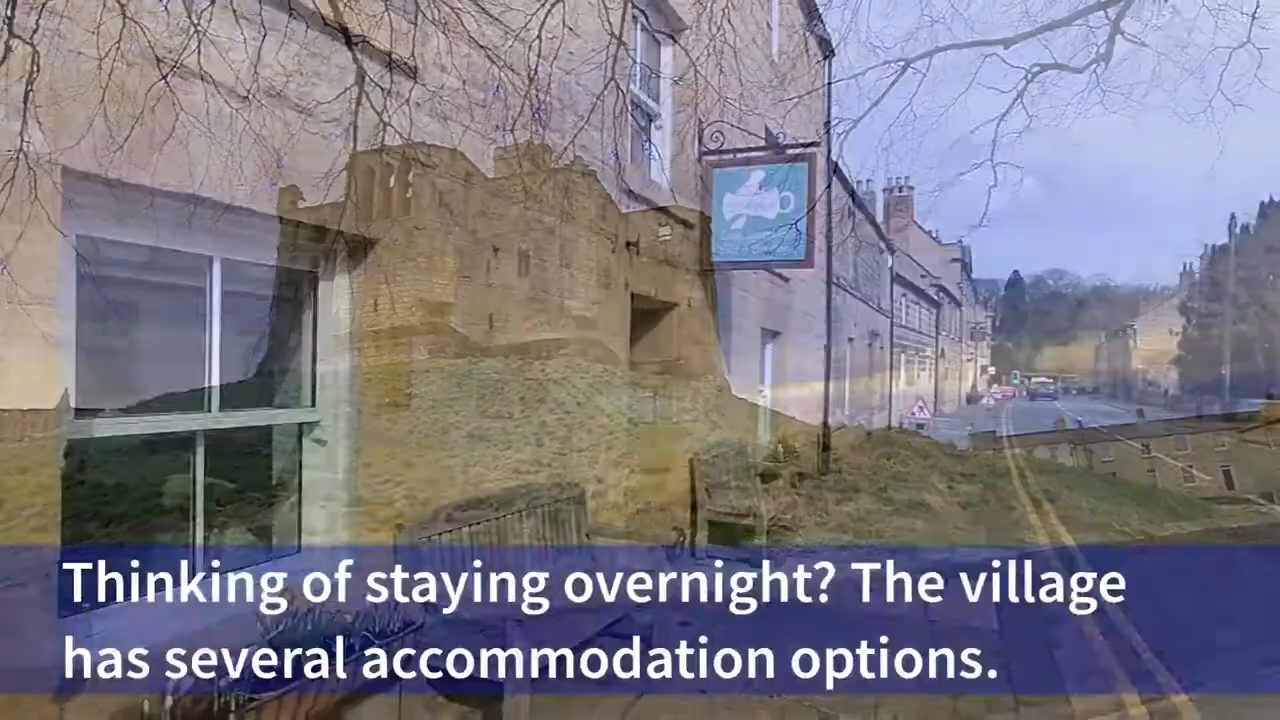 Thinking of staying overnight? The village
has several accommodation options.